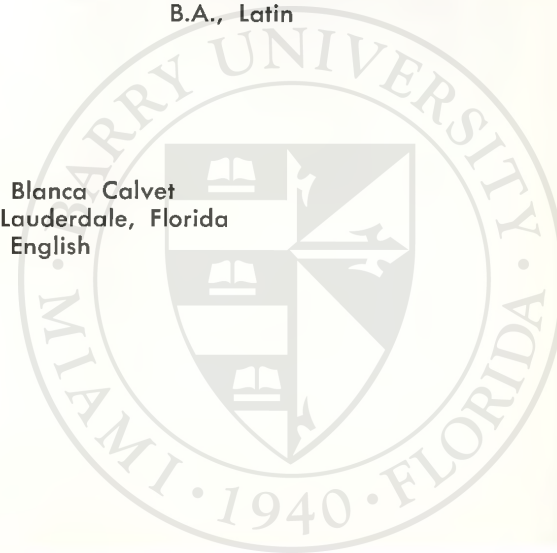 B.A., Latin
BARRY UNIVERSITY
Blanca Calvet
Lauderdale, Florida
English
MIAMI • 1940 • FLORIDA